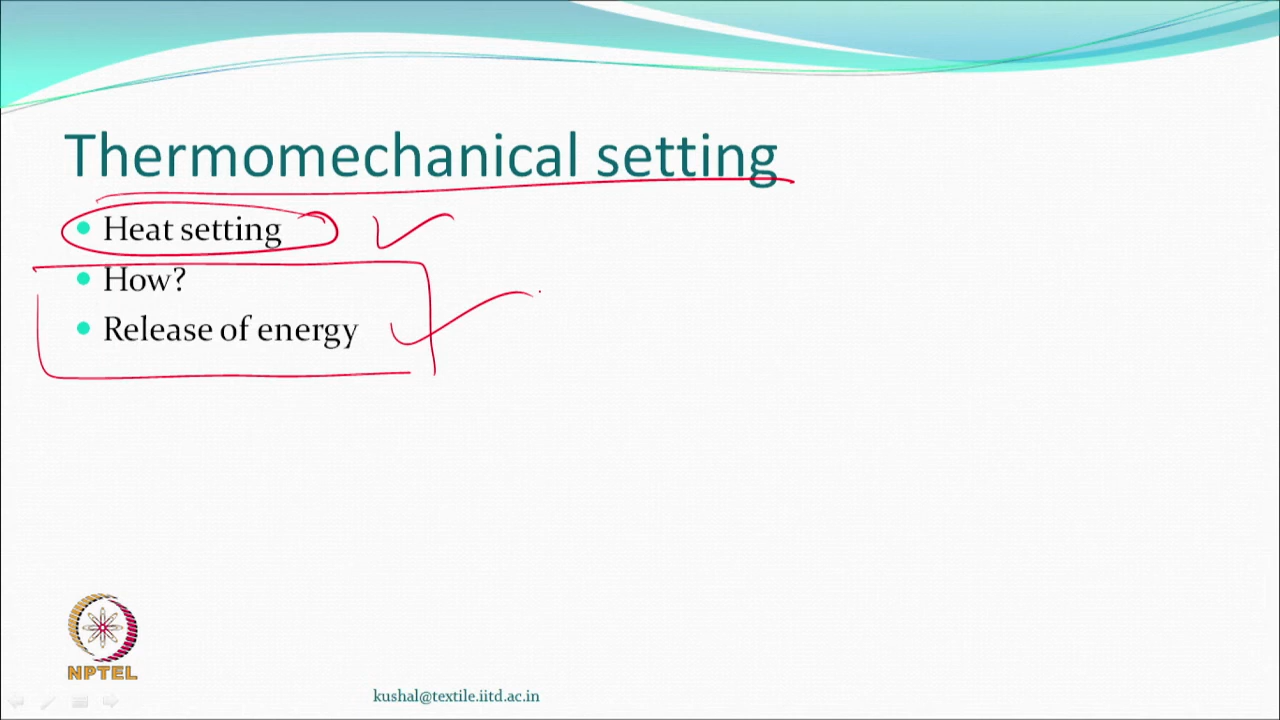 Thermomechanical setting
Heat setting
How?
Release of energy
NPTEL
kushal@textile.iitd.ac.in